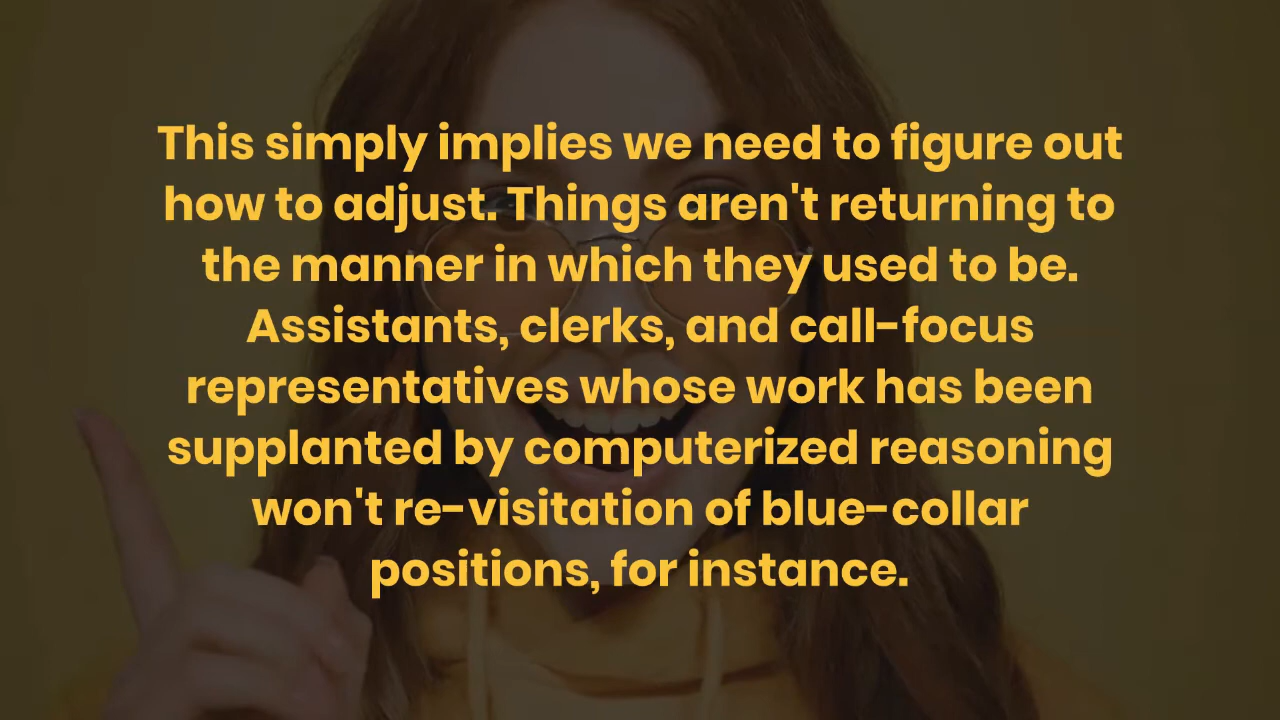 This simply implies we need to figure out
how to adjust. Things aren't returning to
the manner in which they used to be.
Assistants, clerks, and call-focus
representatives whose work has been
supplanted by computerized reasoning
won't re-visitation of blue-collar
positions, for instance.